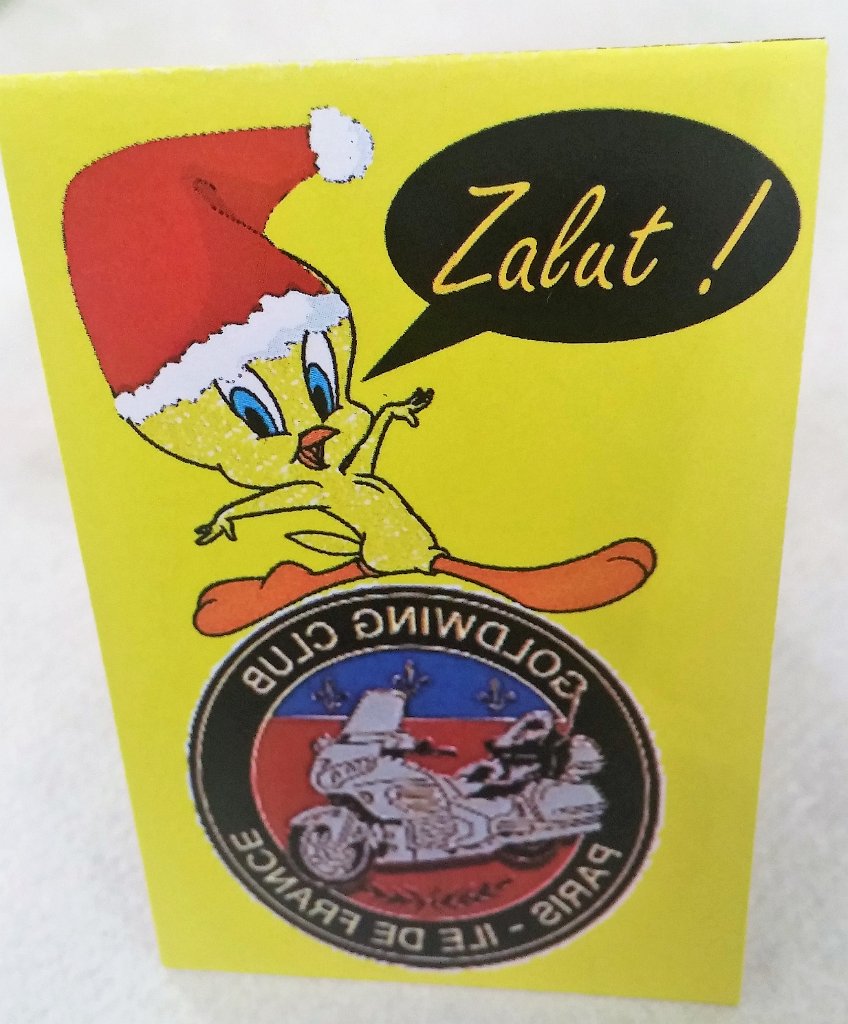 Zalut !
GOLDWING CLUB
PARIS - ILE DE FRANCE